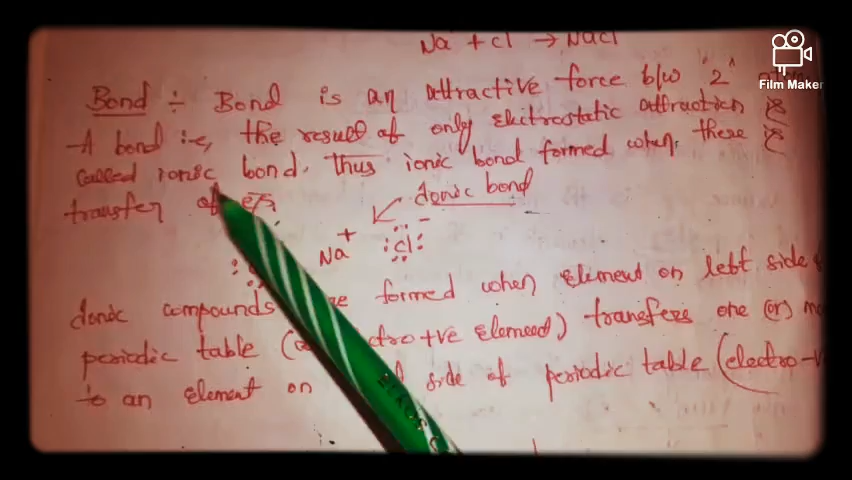 Na + Cl → NaCl
Film Maker
Bond ÷ Bond is an attractive force b/w "2"
A bond i.e, the result of only electrostatic attraction is
called ionic bond. Thus ionic bond formed when there is
transfer of
Ionic bond
Na+ Cl −
Ionic compounds formed when element on left side
periodic table ( +ve element) transfers one (or)
to an element on side of periodic table (electro-